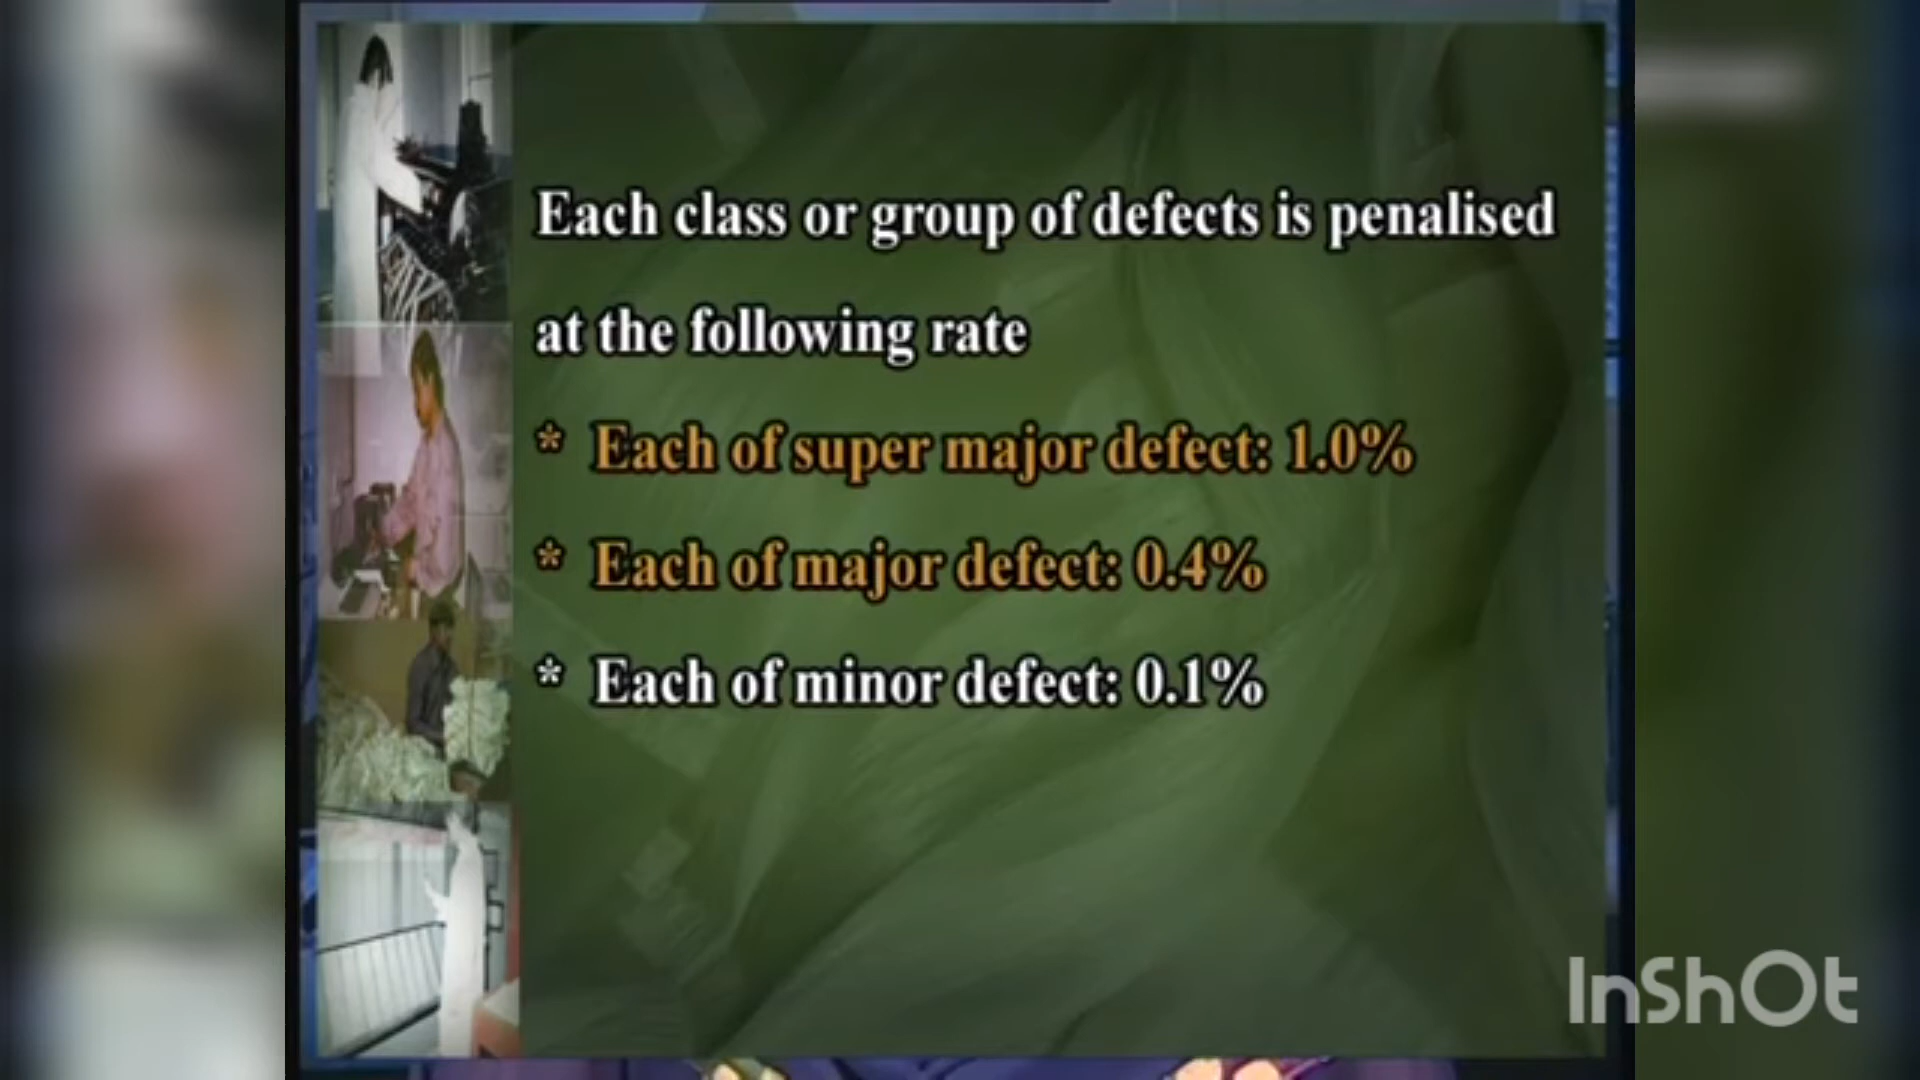 Each class or group of defects is penalised
at the following rate
* Each of super major defect: 1.0%
* Each of major defect: 0.4%
* Each of minor defect: 0.1%
InShOt